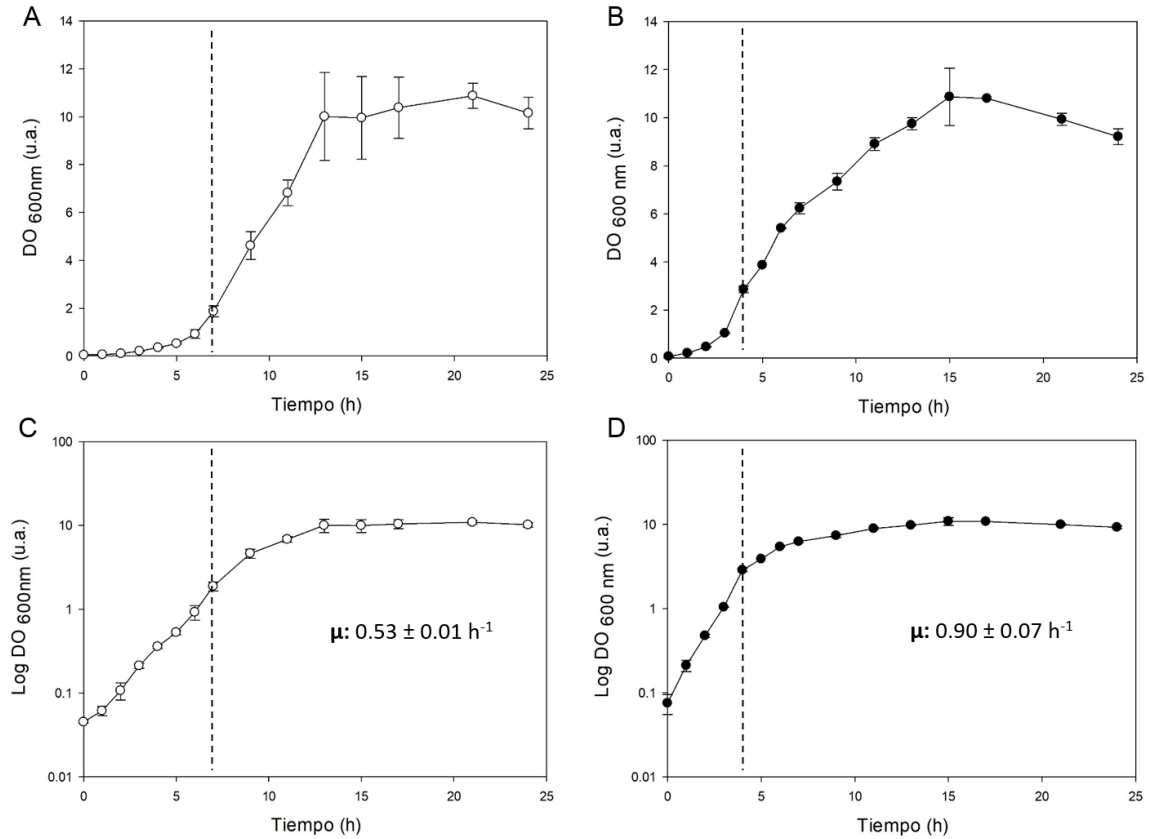 A
14
12
10
8
6
4
2
0
DO 600nm (u.a.)
0 5 10 15 20 25
Tiempo (h)
B
14
12
10
8
6
4
2
0
DO 600 nm (u.a.)
0 5 10 15 20 25
Tiempo (h)
C
100
10
1
0.1
0.01
Log DO 600nm (u.a.)
μ: 0.53 ± 0.01 h-1
0 5 10 15 20 25
Tiempo (h)
D
100
10
1
0.1
0.01
Log DO 600 nm (u.a.)
μ: 0.90 ± 0.07 h-1
0 5 10 15 20 25
Tiempo (h)